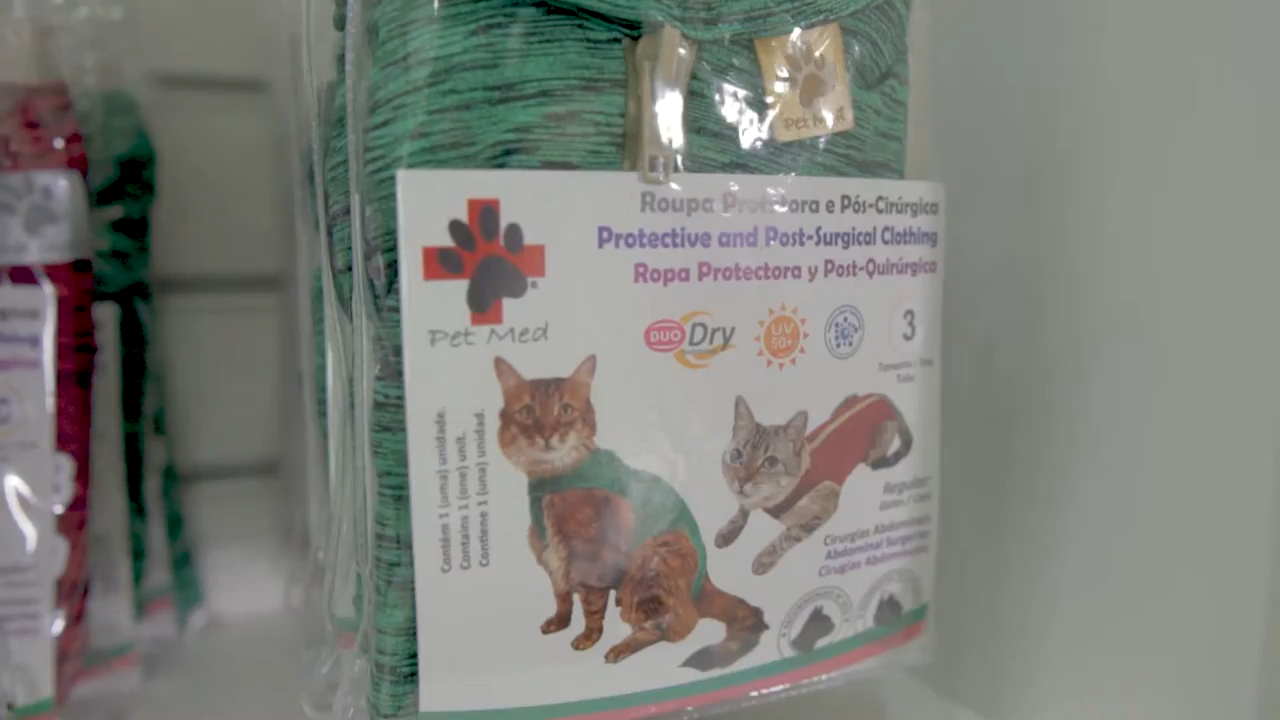 Pet Med
Roupa Protetora e Pós-Cirúrgica
Protective and Post-Surgical Clothing
Ropa Protectora y Post-Quirúrgica
Pet Med
DUO Dry
UV
50+
3
Contém 1 (uma) unidade.
Contains 1 (one) unit.
Contiene 1 (una) unidad.
Regular
Cirurgias Abdominais
Abdominal Surgeries
Cirugías Abdominales